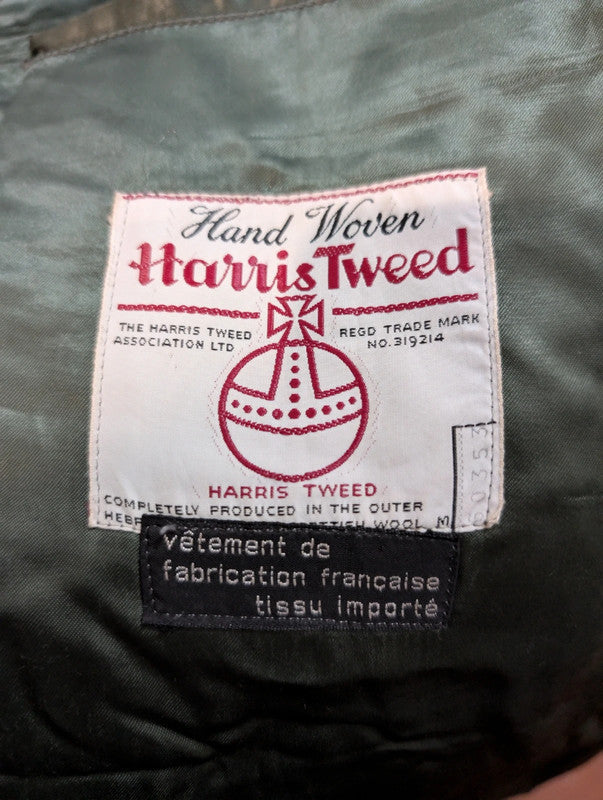 Hand Woven
Harris Tweed
THE HARRIS TWEED
ASSOCIATION LTD
REGD TRADE MARK
NO. 319214
HARRIS TWEED
COMPLETELY PRODUCED IN THE OUTER
WOOL M
vêtement de
fabrication française
tissu importé